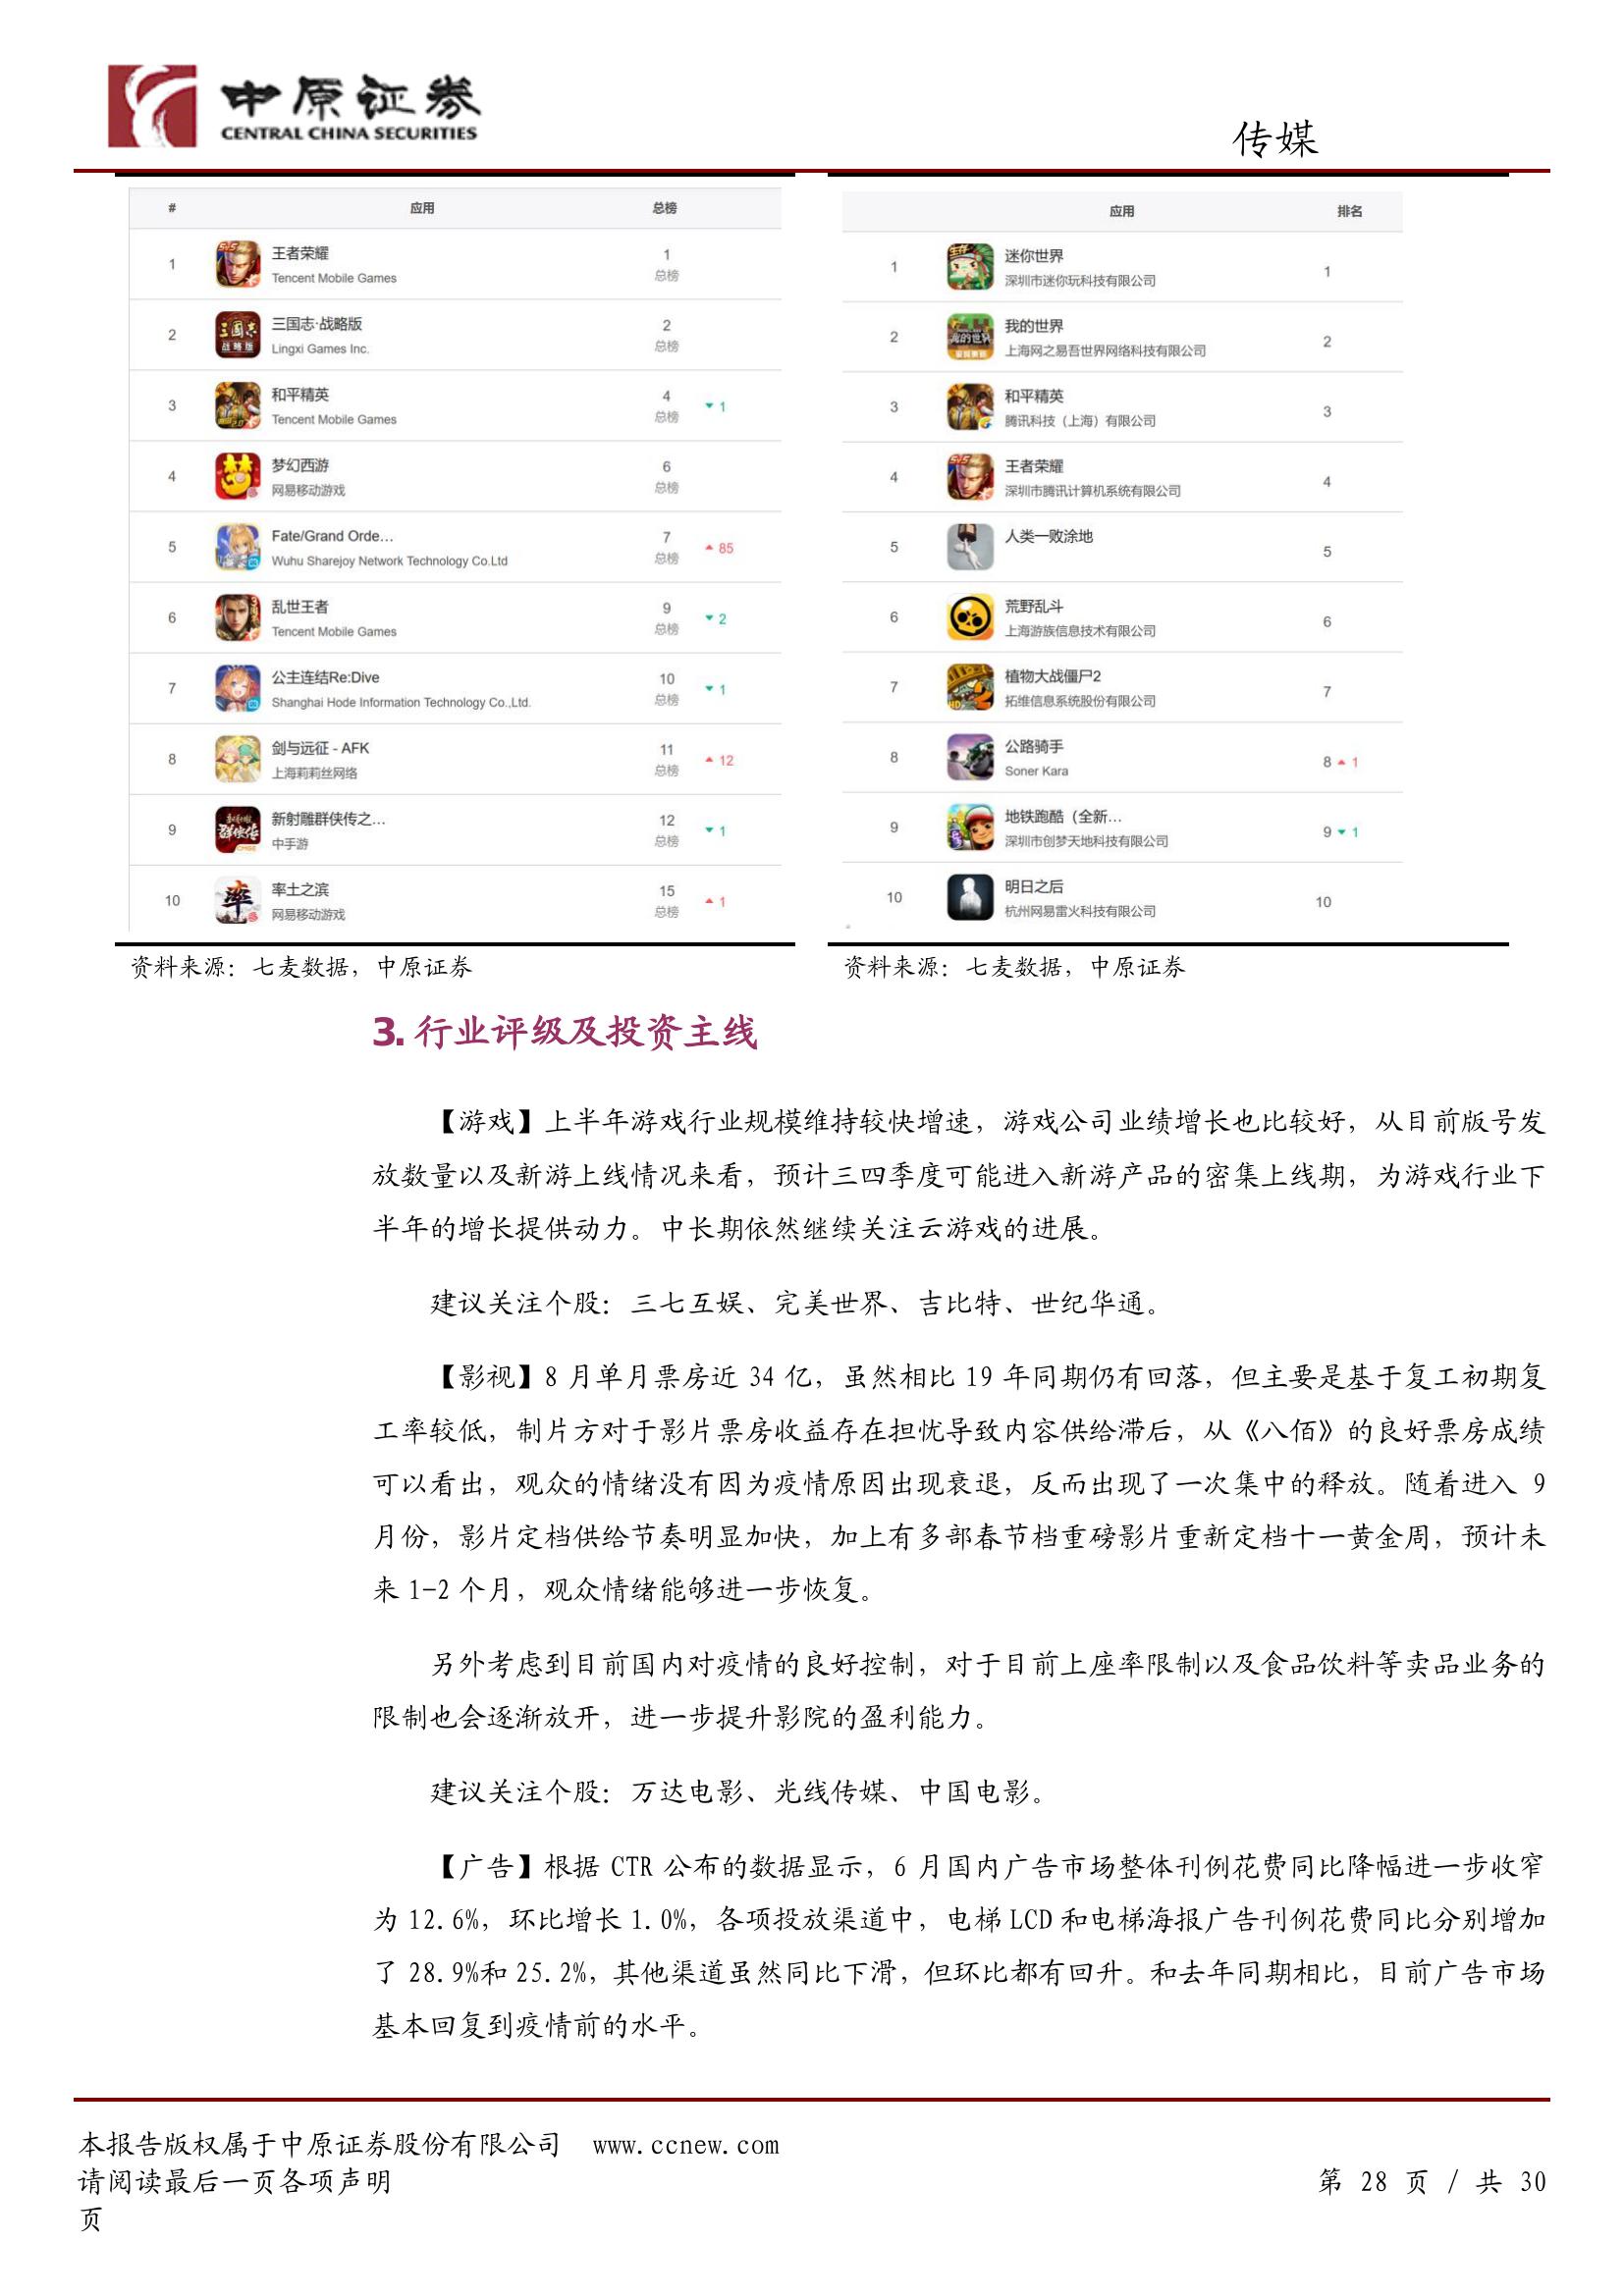 中原证券
CENTRAL CHINA SECURITIES
传媒
# 应用 总榜
1 王者荣耀 1
Tencent Mobile Games 总榜
2 三国志·战略版 2
Lingxi Games Inc. 总榜
3 和平精英 4 ▼1
Tencent Mobile Games 总榜
4 梦幻西游 6
网易移动游戏 总榜
5 Fate/Grand Orde... 7 ▲85
Wuhu Sharejoy Network Technology Co.Ltd 总榜
6 乱世王者 9 ▼2
Tencent Mobile Games 总榜
7 公主连结Re:Dive 10 ▼1
Shanghai Hode Information Technology Co.,Ltd. 总榜
8 剑与远征 - AFK 11 ▲12
上海莉莉丝网络 总榜
9 新射雕群侠传之... 12 ▼1
中手游 总榜
10 率土之滨 15 ▲1
网易移动游戏 总榜
资料来源：七麦数据，中原证券
应用 排名
1 迷你世界 1
深圳市迷你玩科技有限公司
2 我的世界 2
上海网之易吾世界网络科技有限公司
3 和平精英 3
腾讯科技（上海）有限公司
4 王者荣耀 4
深圳市腾讯计算机系统有限公司
5 人类一败涂地 5
6 荒野乱斗 6
上海游族信息技术有限公司
7 植物大战僵尸2 7
拓维信息系统股份有限公司
8 公路骑手 8 ▲1
Soner Kara
9 地铁跑酷（全新... 9 ▼1
深圳市创梦天地科技有限公司
10 明日之后 10
杭州网易雷火科技有限公司
资料来源：七麦数据，中原证券
3. 行业评级及投资主线
【游戏】上半年游戏行业规模维持较快增速，游戏公司业绩增长也比较好，从目前版号发
放数量以及新游上线情况来看，预计三四季度可能进入新游产品的密集上线期，为游戏行业下
半年的增长提供动力。中长期依然继续关注云游戏的进展。
建议关注个股：三七互娱、完美世界、吉比特、世纪华通。
【影视】8 月单月票房近 34 亿，虽然相比 19 年同期仍有回落，但主要是基于复工初期复
工率较低，制片方对于影片票房收益存在担忧导致内容供给滞后，从《八佰》的良好票房成绩
可以看出，观众的情绪没有因为疫情原因出现衰退，反而出现了一次集中的释放。随着进入 9
月份，影片定档供给节奏明显加快，加上有多部春节档重磅影片重新定档十一黄金周，预计未
来 1-2 个月，观众情绪能够进一步恢复。
另外考虑到目前国内对疫情的良好控制，对于目前上座率限制以及食品饮料等卖品业务的
限制也会逐渐放开，进一步提升影院的盈利能力。
建议关注个股：万达电影、光线传媒、中国电影。
【广告】根据 CTR 公布的数据显示，6 月国内广告市场整体刊例花费同比降幅进一步收窄
为 12.6%，环比增长 1.0%，各项投放渠道中，电梯 LCD 和电梯海报广告刊例花费同比分别增加
了 28.9%和 25.2%，其他渠道虽然同比下滑，但环比都有回升。和去年同期相比，目前广告市场
基本回复到疫情前的水平。
本报告版权属于中原证券股份有限公司 www.ccnew.com
请阅读最后一页各项声明 第 28 页 / 共 30
页